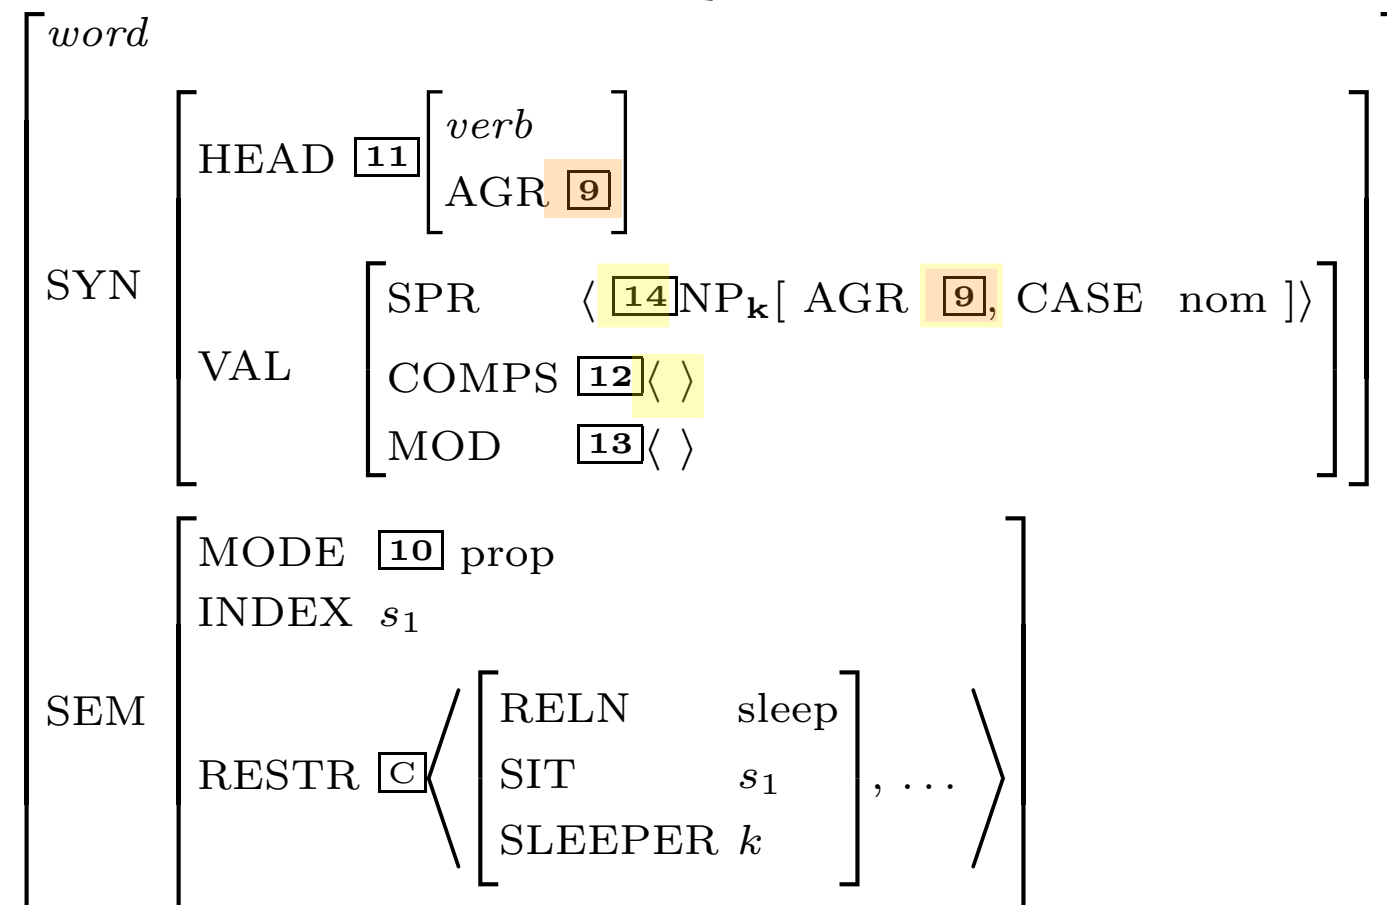 word
HEAD 11 verb
AGR 9
SYN
SPR ⟨ 14 NPk[ AGR 9, CASE nom ]⟩
VAL
COMPS 12 ⟨ ⟩
MOD 13 ⟨ ⟩
MODE 10 prop
INDEX s1
SEM
RELN sleep
RESTR C ⟨ SIT s1 , ... ⟩
SLEEPER k